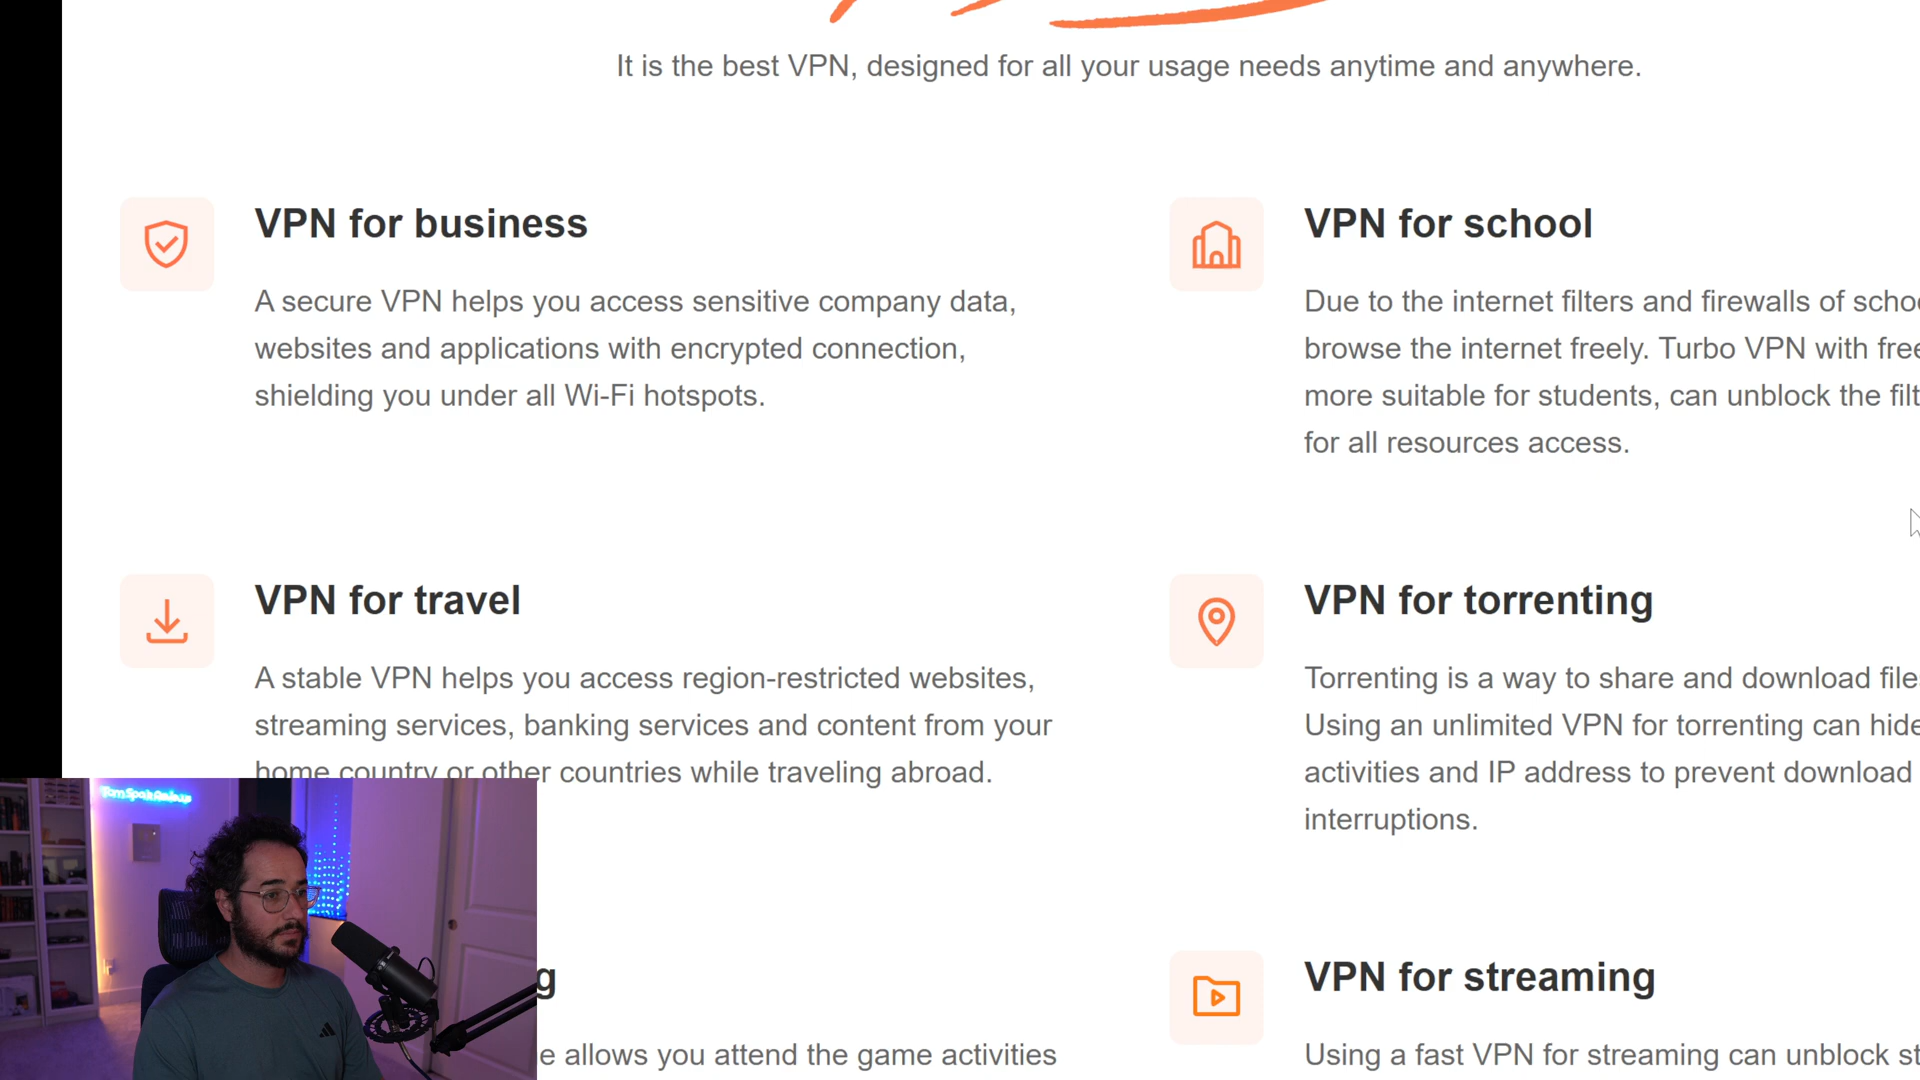 It is the best VPN, designed for all your usage needs anytime and anywhere.
VPN for business
A secure VPN helps you access sensitive company data,
websites and applications with encrypted connection,
shielding you under all Wi-Fi hotspots.
VPN for school
Due to the internet filters and firewalls of
browse the internet freely. Turbo VPN with
more suitable for students, can unblock the
for all resources access.
VPN for travel
A stable VPN helps you access region-restricted websites,
streaming services, banking services and content from your
home country or other countries while traveling abroad.
VPN for torrenting
Torrenting is a way to share and download
Using an unlimited VPN for torrenting can
activities and IP address to prevent download
interruptions.
allows you attend the game activities
VPN for streaming
Using a fast VPN for streaming can unblock
Tom Spark Reviews